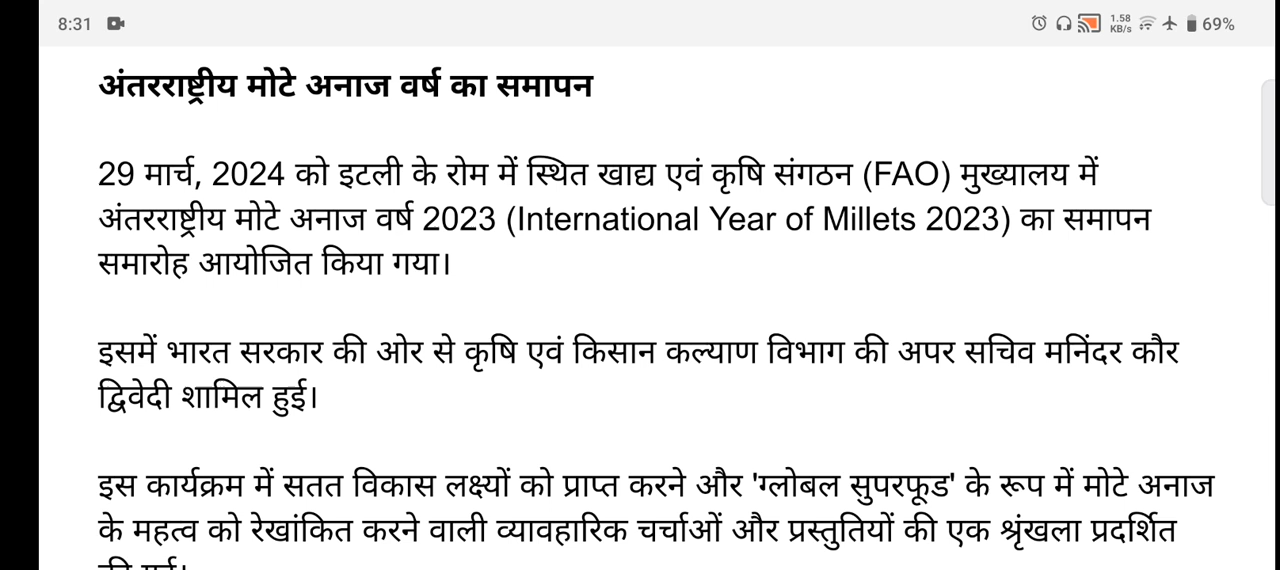 8:31 1.58 KB/s 69%
अंतरराष्ट्रीय मोटे अनाज वर्ष का समापन
29 मार्च, 2024 को इटली के रोम में स्थित खाद्य एवं कृषि संगठन (FAO) मुख्यालय में
अंतरराष्ट्रीय मोटे अनाज वर्ष 2023 (International Year of Millets 2023) का समापन
समारोह आयोजित किया गया।
इसमें भारत सरकार की ओर से कृषि एवं किसान कल्याण विभाग की अपर सचिव मनिंदर कौर
द्विवेदी शामिल हुई।
इस कार्यक्रम में सतत विकास लक्ष्यों को प्राप्त करने और 'ग्लोबल सुपरफूड' के रूप में मोटे अनाज
के महत्व को रेखांकित करने वाली व्यावहारिक चर्चाओं और प्रस्तुतियों की एक श्रृंखला प्रदर्शित